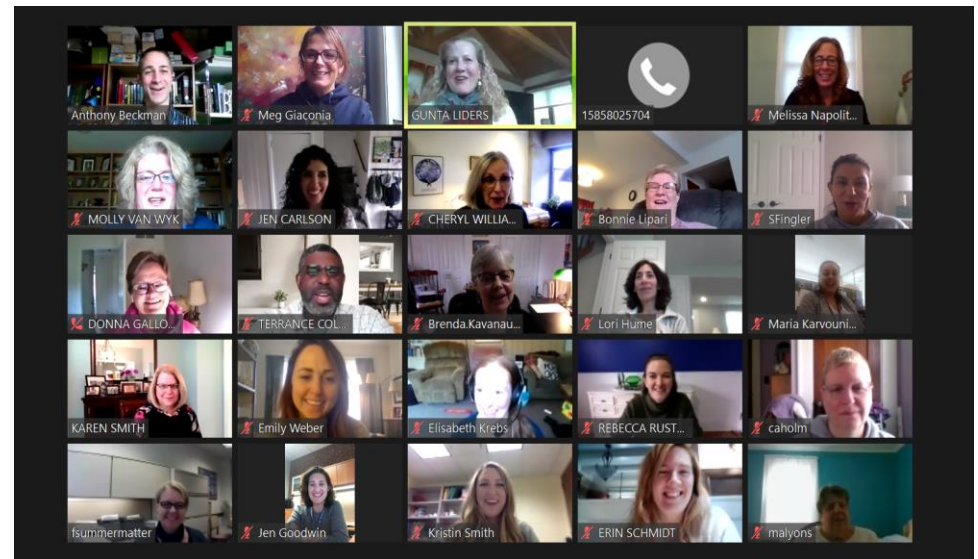 Anthony Beckman
Meg Giaconia
GUNTA LIDERS
15858025704
Melissa Napolit...
MOLLY VAN WYK
JEN CARLSON
CHERYL WILLIA...
Bonnie Lipari
SFingler
DONNA GALLO...
TERRANCE COL...
Brenda.Kavanau...
Lori Hume
Maria Karvouni...
KAREN SMITH
Emily Weber
Elisabeth Krebs
REBECCA RUST...
caholm
fsummermatter
Jen Goodwin
Kristin Smith
ERIN SCHMIDT
malyons